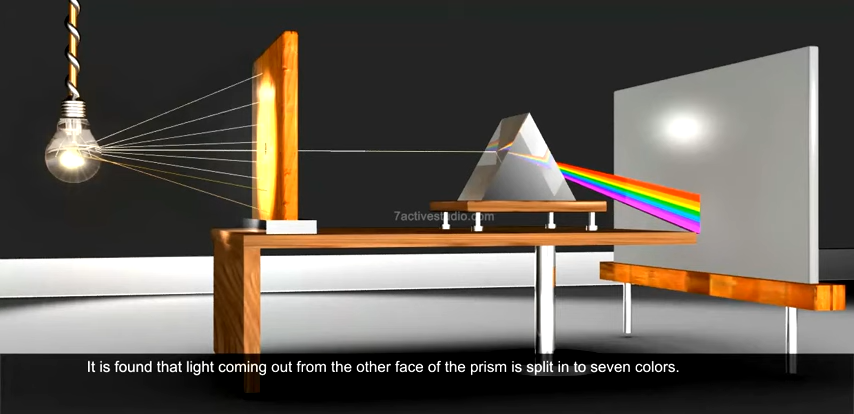 7activestudio.com
It is found that light coming out from the other face of the prism is split in to seven colors.